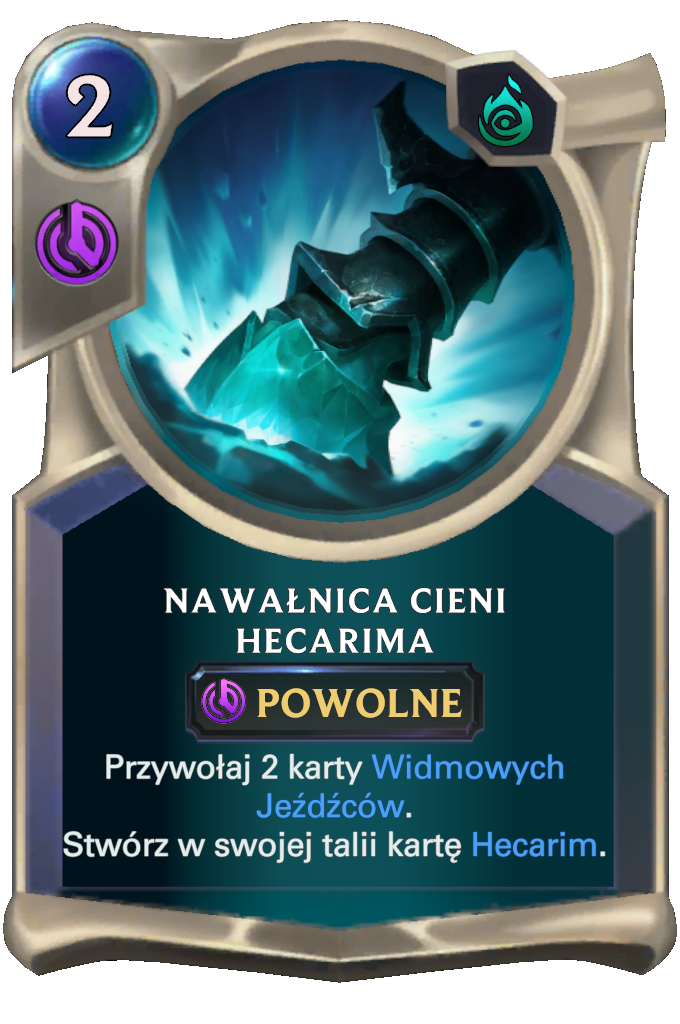 2
NAWAŁNICA CIENI
HECARIMA
POWOLNE
Przywołaj 2 karty Widmowych
Jeźdźców.
Stwórz w swojej talii kartę Hecarim.